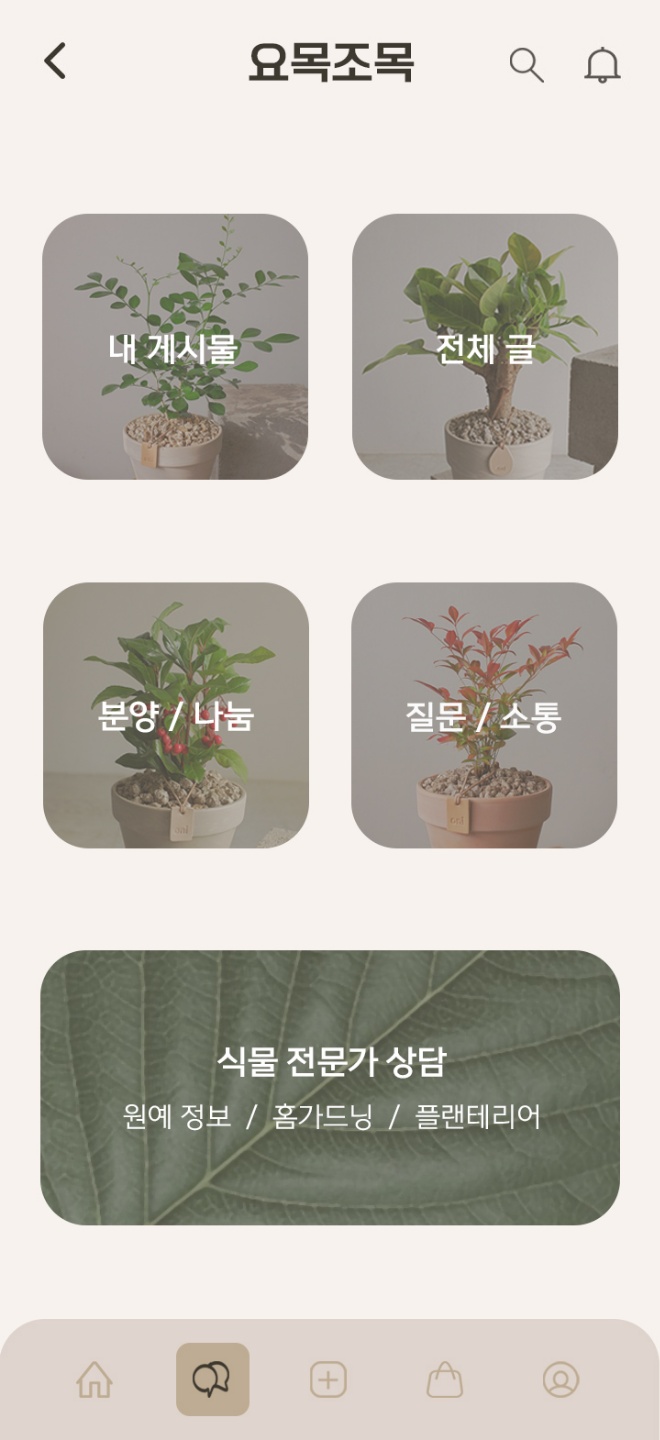 요목조목
내 게시물
전체 글
분양 / 나눔
질문 / 소통
식물 전문가 상담
원예 정보 / 홈가드닝 / 플랜테리어